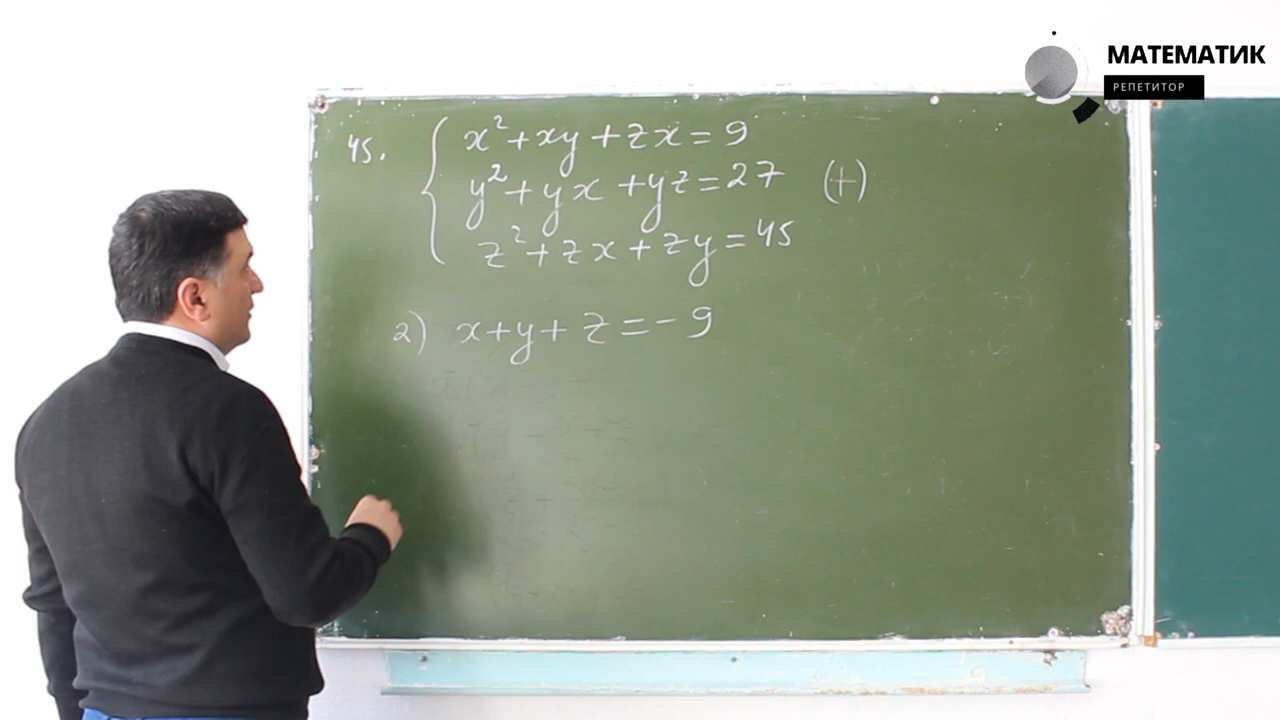 МАТЕМАТИК
РЕПЕТИТОР
45.
x²+xy+zx=9
y²+yx+yz=27 (+)
z²+zx+zy=45
2) x+y+z=-9